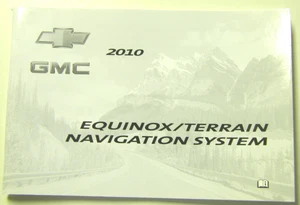 2010
GMC
EQUINOX/TERRAIN
NAVIGATION SYSTEM